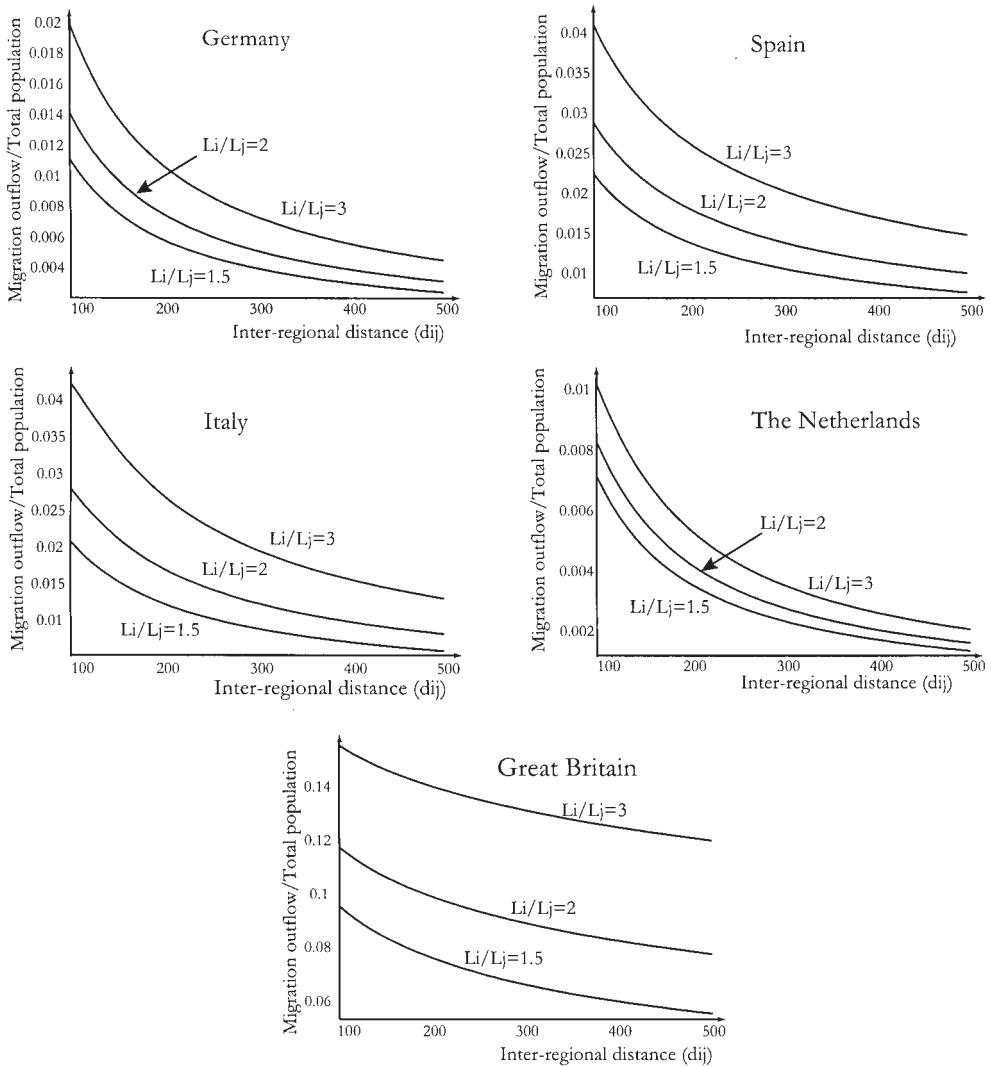 Germany
Migration outflow/Total population
0.02
0.018
0.016
0.014
0.012
0.01
0.008
0.006
0.004
Li/Lj=2
Li/Lj=3
Li/Lj=1.5
100 200 300 400 500
Inter-regional distance (dij)
Spain
Migration outflow/Total population
0.04
0.035
0.03
0.025
0.02
0.015
0.01
Li/Lj=3
Li/Lj=2
Li/Lj=1.5
100 200 300 400 500
Inter-regional distance (dij)
Italy
Migration outflow/Total population
0.04
0.035
0.03
0.025
0.02
0.015
0.01
Li/Lj=3
Li/Lj=2
Li/Lj=1.5
100 200 300 400 500
Inter-regional distance (dij)
The Netherlands
Migration outflow/Total population
0.01
0.008
0.006
0.004
0.002
Li/Lj=2
Li/Lj=3
Li/Lj=1.5
100 200 300 400 500
Inter-regional distance (dij)
Great Britain
Migration outflow/Total population
0.14
0.12
0.1
0.08
0.06
Li/Lj=3
Li/Lj=2
Li/Lj=1.5
100 200 300 400 500
Inter-regional distance (dij)